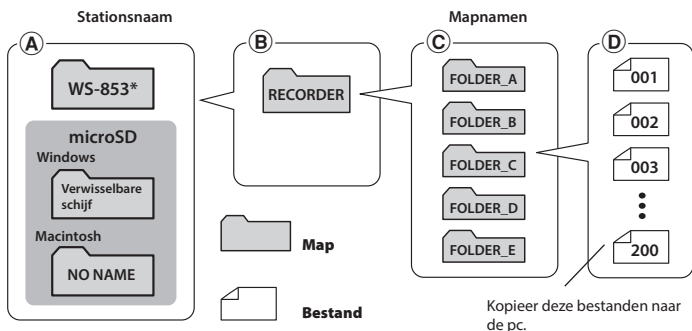 Stationsnaam
Mapnamen
A
WS-853*
microSD
Windows
Verwisselbare
schijf
Macintosh
NO NAME
B
RECORDER
Map
Bestand
C
FOLDER_A
FOLDER_B
FOLDER_C
FOLDER_D
FOLDER_E
D
001
002
003
200
Kopieer deze bestanden naar
de pc.